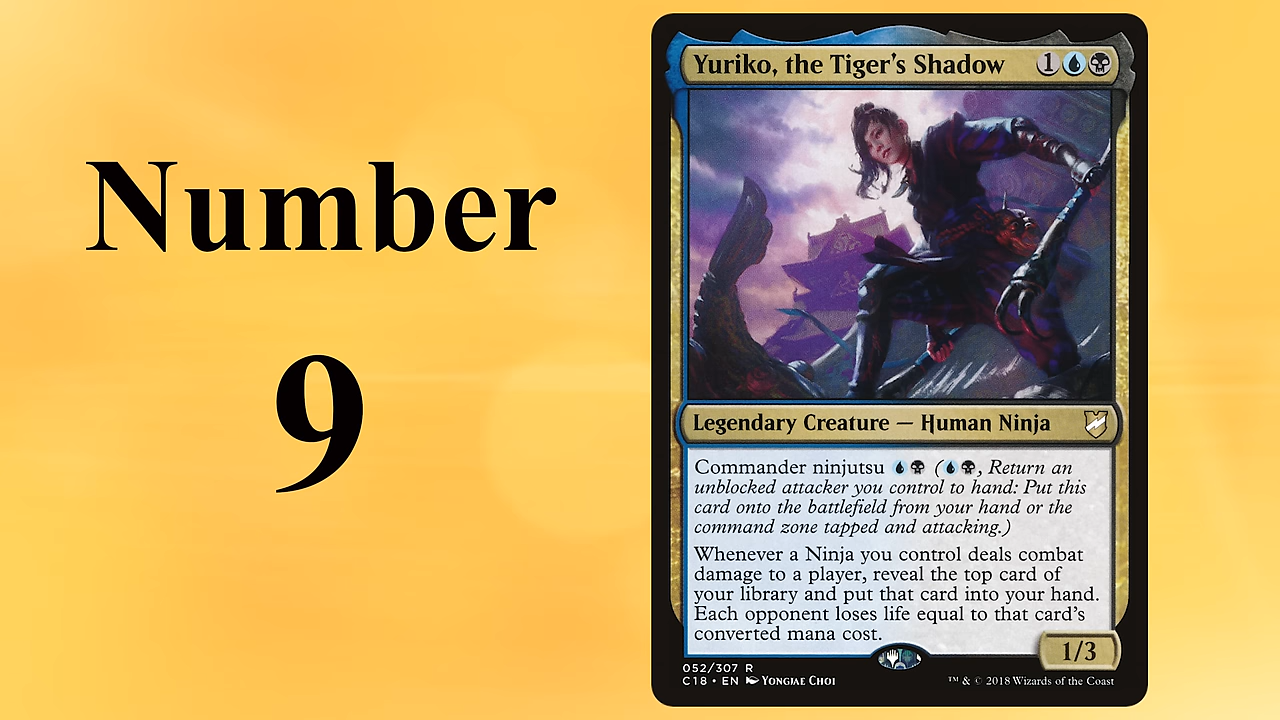 Number
9
Yuriko, the Tiger's Shadow 1
Legendary Creature — Human Ninja
Commander ninjutsu (, Return an
unblocked attacker you control to hand: Put this
card onto the battlefield from your hand or the
command zone tapped and attacking.)
Whenever a Ninja you control deals combat
damage to a player, reveal the top card of
your library and put that card into your hand.
Each opponent loses life equal to that card's
converted mana cost.
1/3
052/307 R
C18 • EN Yongjae Choi
™ & © 2018 Wizards of the Coast